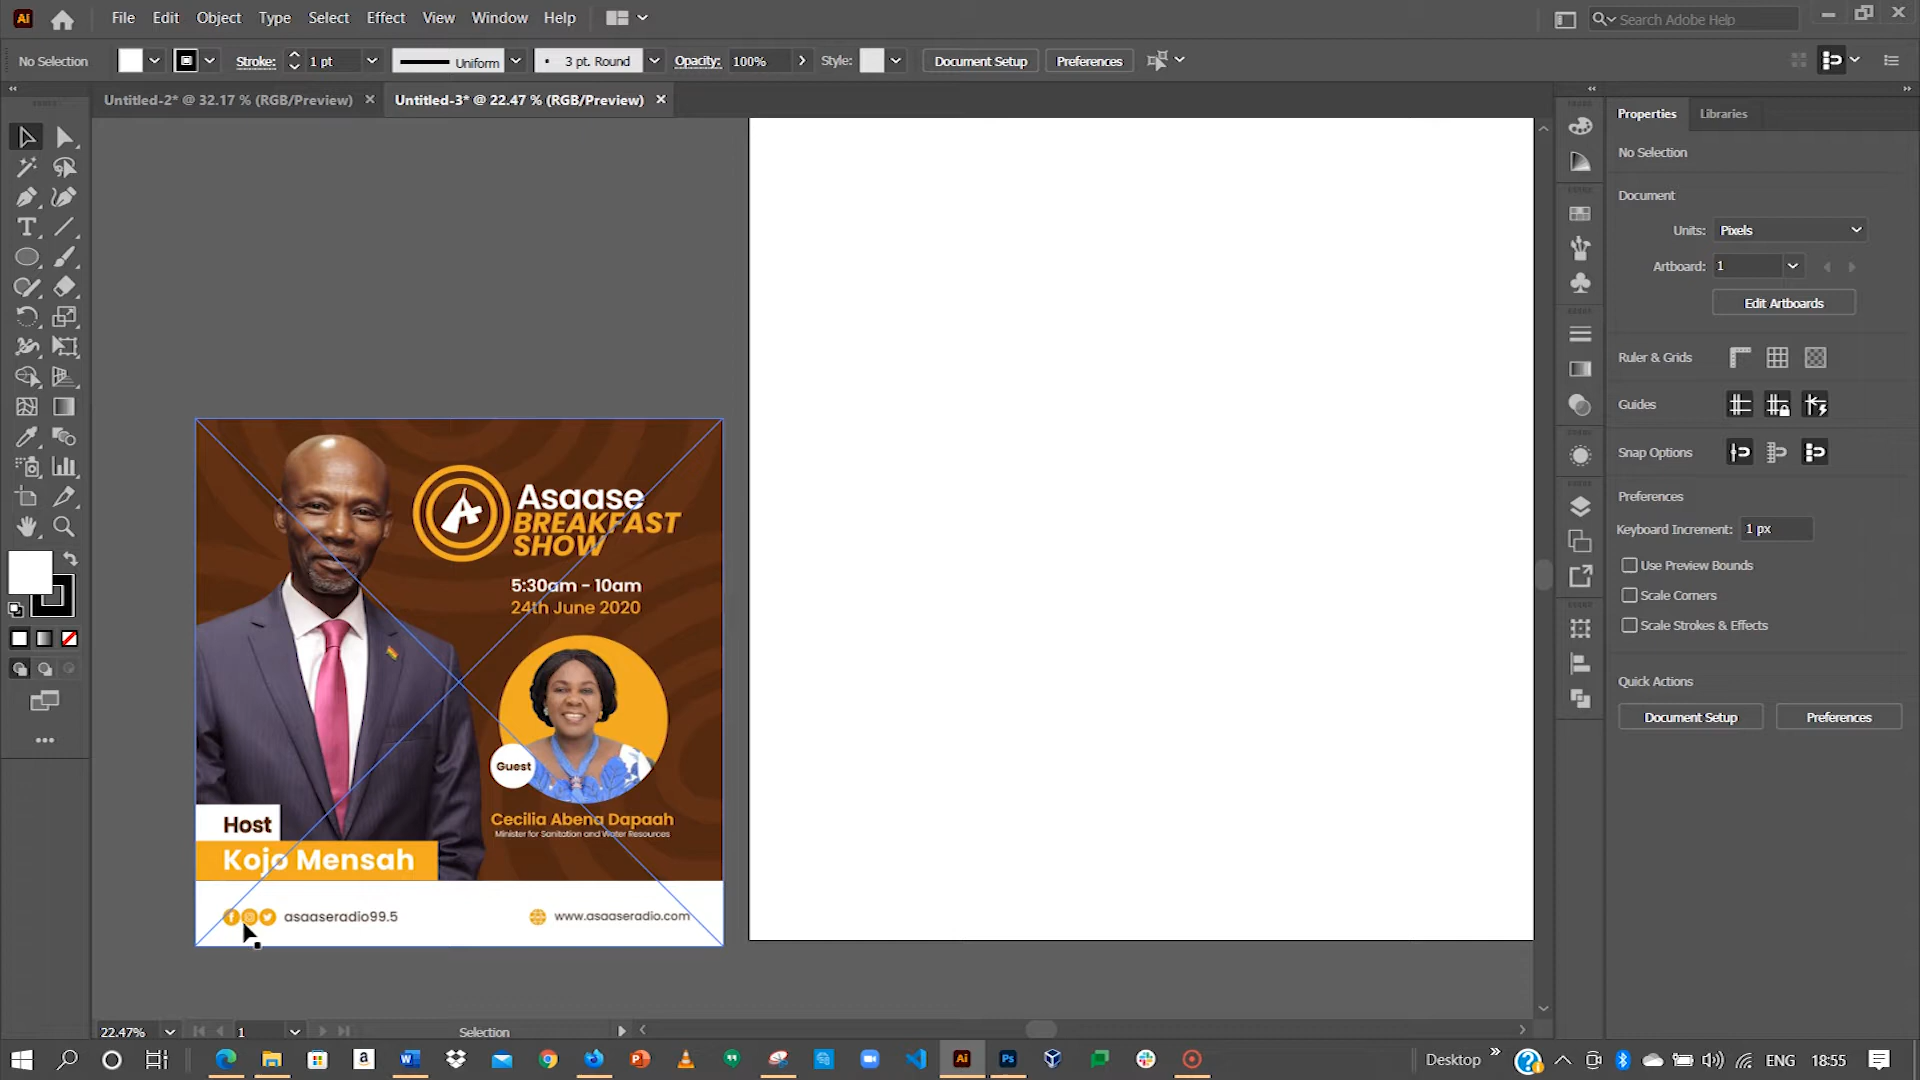 Ai File Edit Object Type Select Effect View Window Help Search Adobe Help
No Selection Stroke: 1 pt Uniform 3 pt. Round Opacity: 100% Style: Document Setup Preferences
Untitled-2* @ 32.17 % (RGB/Preview) Untitled-3* @ 22.47 % (RGB/Preview)
Properties Libraries
No Selection
Document
Units: Pixels
Artboard: 1
Edit Artboards
Ruler & Grids
Guides
Snap Options
Preferences
Keyboard Increment: 1 px
Use Preview Bounds
Scale Corners
Scale Strokes & Effects
Quick Actions
Document Setup Preferences
Asaase
BREAKFAST
SHOW
5:30am - 10am
24th June 2020
Guest
Cecilia Abena Dapaah
Minister for Sanitation and Water Resources
Host
Kojo Mensah
asaaseradio99.5 www.asaaseradio.com
22.47% 1 Selection
Desktop ENG 18:55